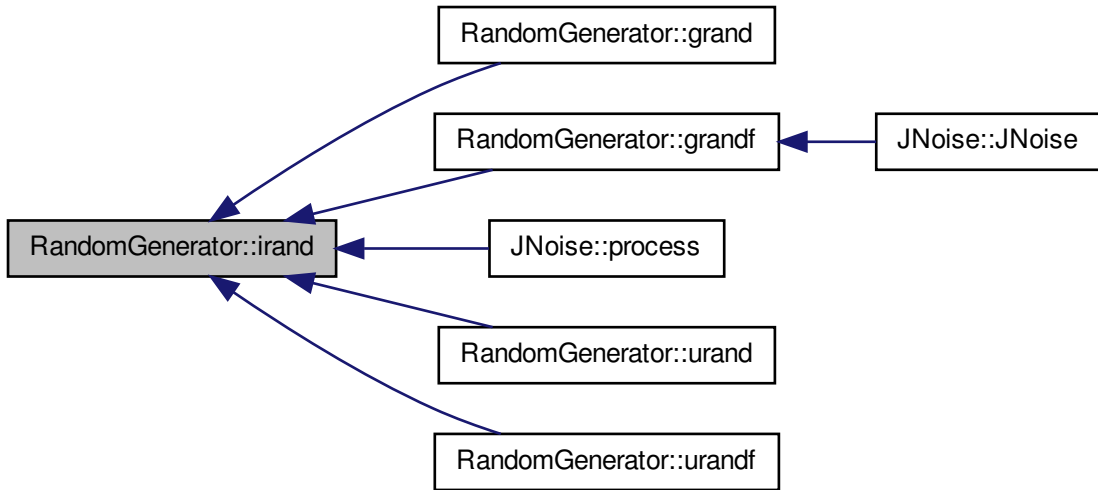 RandomGenerator::grand
RandomGenerator::grandf
JNoise::JNoise
RandomGenerator::irand
JNoise::process
RandomGenerator::urand
RandomGenerator::urandf